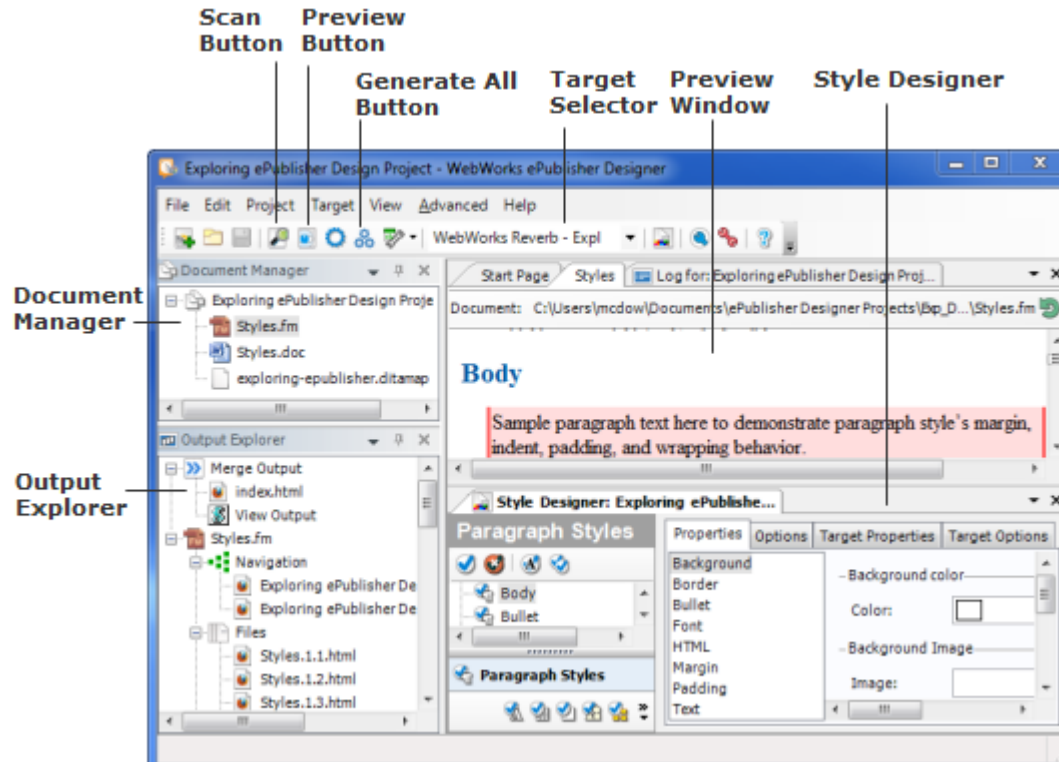 Scan Button
Preview Button
Generate All Button
Target Selector
Preview Window
Style Designer
Exploring ePublisher Design Project - WebWorks ePublisher Designer
File Edit Project Target View Advanced Help
WebWorks Reverb - Expl
Document Manager
Document Manager
Exploring ePublisher Design Proje
Styles.fm
Styles.doc
exploring-epublisher.ditamap
Start Page
Styles
Log for: Exploring ePublisher Design Proj...
Document: C:\Users\mcdow\Documents\ePublisher Designer Projects\Exp_D...\Styles.fm
Body
Sample paragraph text here to demonstrate paragraph style's margin,
indent, padding, and wrapping behavior.
Output Explorer
Output Explorer
Merge Output
index.html
View Output
Styles.fm
Navigation
Exploring ePublisher De
Exploring ePublisher De
Files
Styles.1.1.html
Styles.1.2.html
Styles.1.3.html
Style Designer: Exploring ePublishe...
Paragraph Styles
Body
Bullet
Paragraph Styles
Properties Options Target Properties Target Options
Background
Border
Bullet
Font
HTML
Margin
Padding
Text
Background color
Color:
Background Image
Image: